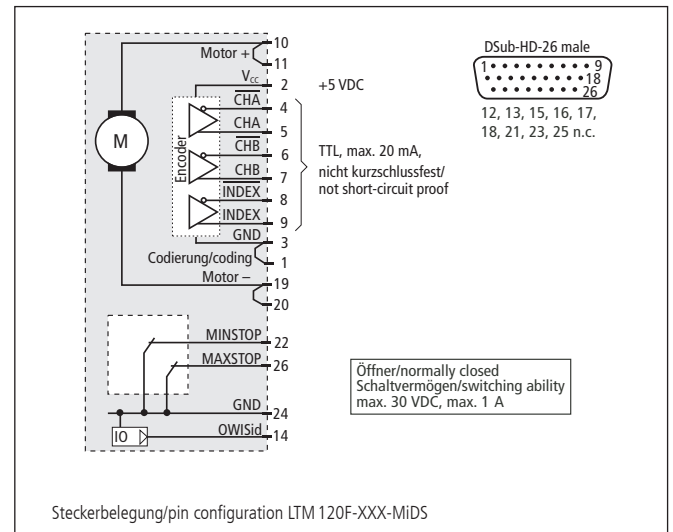 10
Motor +
11
DSub-HD-26 male
1 9
18
26
12, 13, 15, 16, 17,
18, 21, 23, 25 n.c.
Vcc 2 +5 VDC
CHA 4
CHA 5
CHB 6
CHB 7
INDEX 8
INDEX 9
GND 3
Encoder
M
TTL, max. 20 mA,
nicht kurzschlussfest/
not short-circuit proof
Codierung/coding 1
Motor – 19
20
MINSTOP 22
MAXSTOP 26
GND 24
IO OWISid 14
Öffner/normally closed
Schaltvermögen/switching ability
max. 30 VDC, max. 1 A
Steckerbelegung/pin configuration LTM 120F-XXX-MiDS